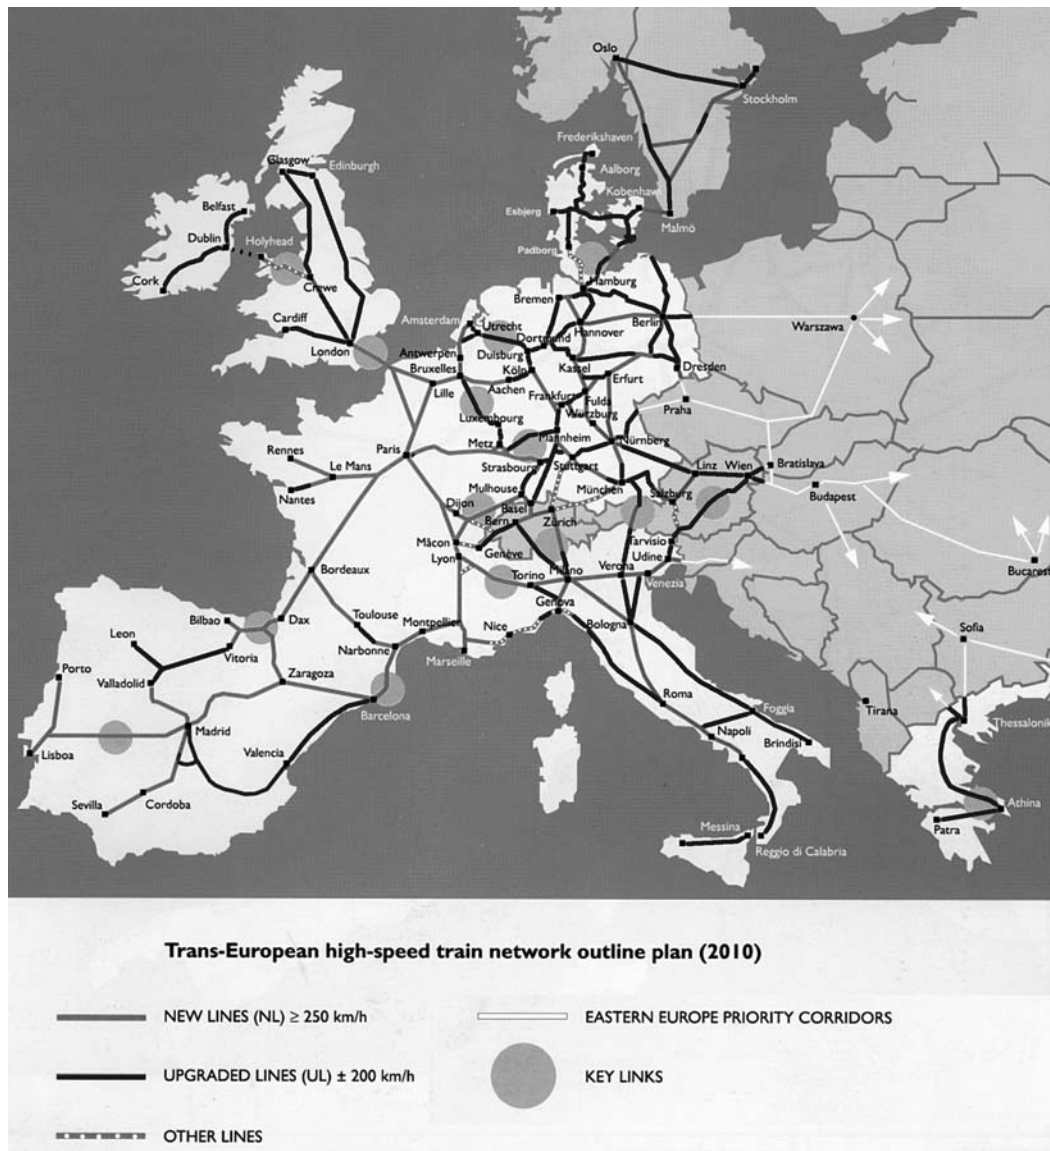 Oslo
Stockholm
Frederikshaven
Glasgow
Edinburgh
Aalborg
Kobenhavn
Belfast
Esbjerg
Malmö
Dublin
Holyhead
Padborg
Cork
Crewe
Hamburg
Bremen
Cardiff
Amsterdam
Utrecht
Berlin
Warszawa
London
Dortmund
Hannover
Antwerpen
Dulsburg
Bruxelles
Köln
Kassel
Dresden
Lille
Aachen
Erfurt
Frankfurt
Fulda
Praha
Luxembourg
Würzburg
Metz
Mannheim
Nürnberg
Rennes
Paris
Le Mans
Strasbourg
Stuttgart
Linz
Wien
Bratislava
Nantes
Mulhouse
München
Salzburg
Budapest
Dijon
Basel
Bern
Zürich
Mâcon
Genève
Tarvisio
Lyon
Udine
Bordeaux
Torino
Milano
Verona
Venezia
Bucarest
Genova
Bilbao
Dax
Toulouse
Montpellier
Nice
Bologna
Leon
Sofia
Vitoria
Narbonne
Marseille
Porto
Zaragoza
Valladolid
Roma
Barcelona
Foggia
Tirana
Thessalonik
Madrid
Napoli
Lisboa
Valencia
Brindisi
Sevilla
Cordoba
Athina
Messina
Patra
Reggio di Calabria
Trans-European high-speed train network outline plan (2010)
NEW LINES (NL) ≥ 250 km/h
EASTERN EUROPE PRIORITY CORRIDORS
UPGRADED LINES (UL) ± 200 km/h
KEY LINKS
OTHER LINES